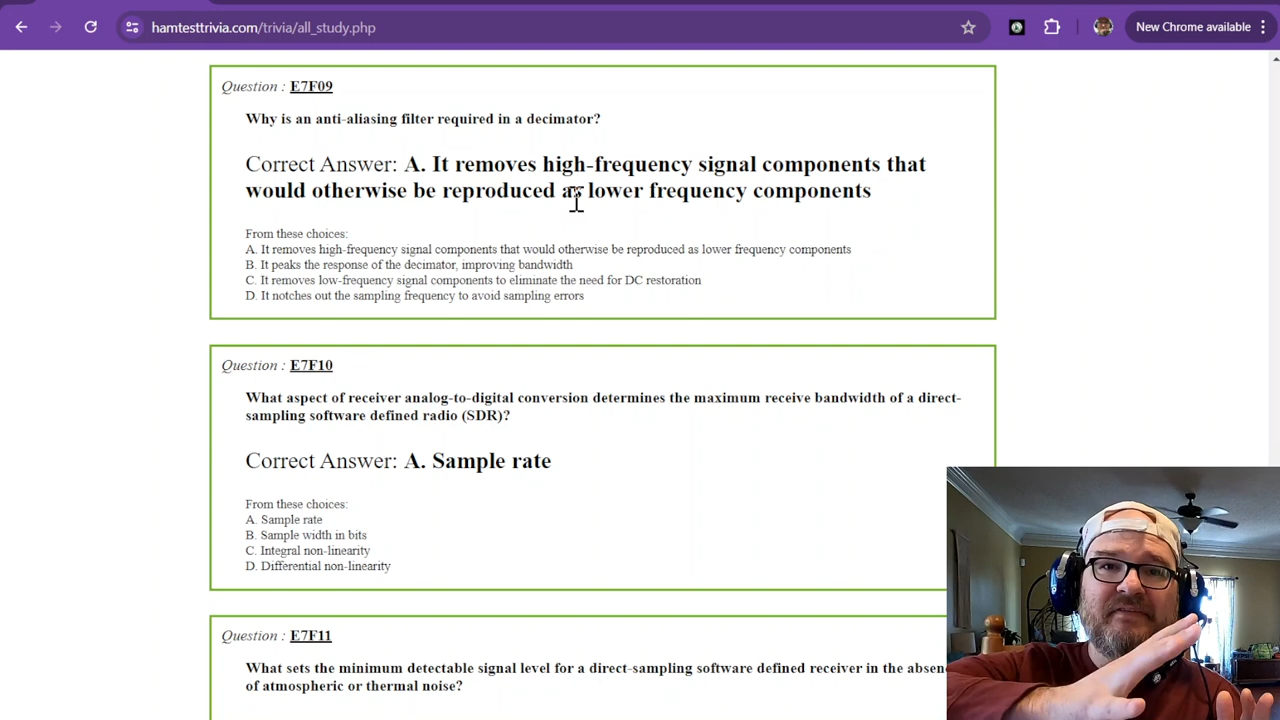 hamtesttrivia.com/trivia/all_study.php
New Chrome available
Question : E7F09
Why is an anti-aliasing filter required in a decimator?
Correct Answer: A. It removes high-frequency signal components that
would otherwise be reproduced as lower frequency components
From these choices:
A. It removes high-frequency signal components that would otherwise be reproduced as lower frequency components
B. It peaks the response of the decimator, improving bandwidth
C. It removes low-frequency signal components to eliminate the need for DC restoration
D. It notches out the sampling frequency to avoid sampling errors
Question : E7F10
What aspect of receiver analog-to-digital conversion determines the maximum receive bandwidth of a direct-
sampling software defined radio (SDR)?
Correct Answer: A. Sample rate
From these choices:
A. Sample rate
B. Sample width in bits
C. Integral non-linearity
D. Differential non-linearity
Question : E7F11
What sets the minimum detectable signal level for a direct-sampling software defined receiver in the absen
of atmospheric or thermal noise?